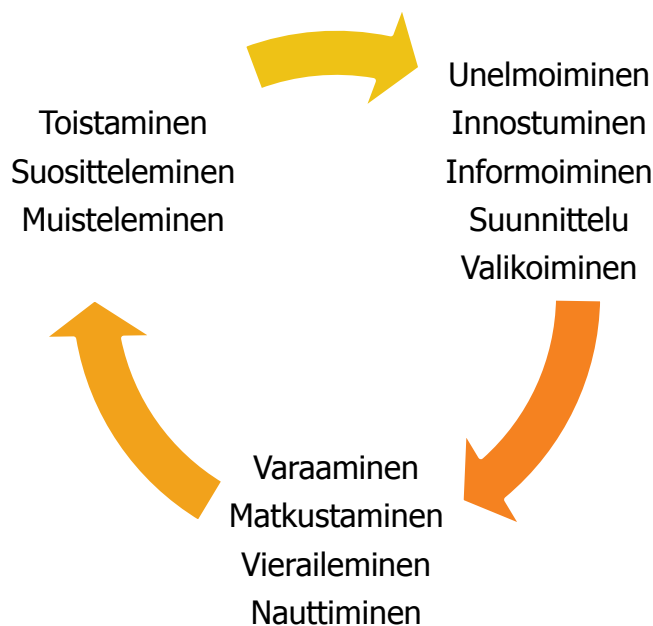 Unelmoiminen
Innostuminen
Informoiminen
Suunnittelu
Valikoiminen
Varaaminen
Matkustaminen
Vieraileminen
Nauttiminen
Toistaminen
Suositteleminen
Muisteleminen